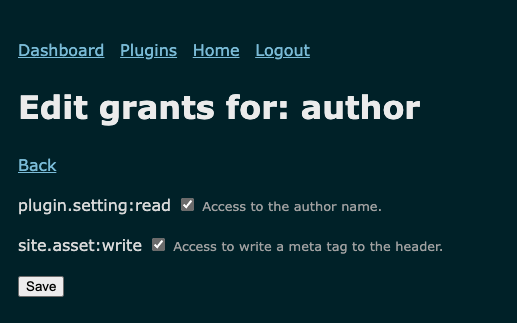 Dashboard Plugins Home Logout
Edit grants for: author
Back
plugin.setting:read Access to the author name.
site.asset:write Access to write a meta tag to the header.
Save